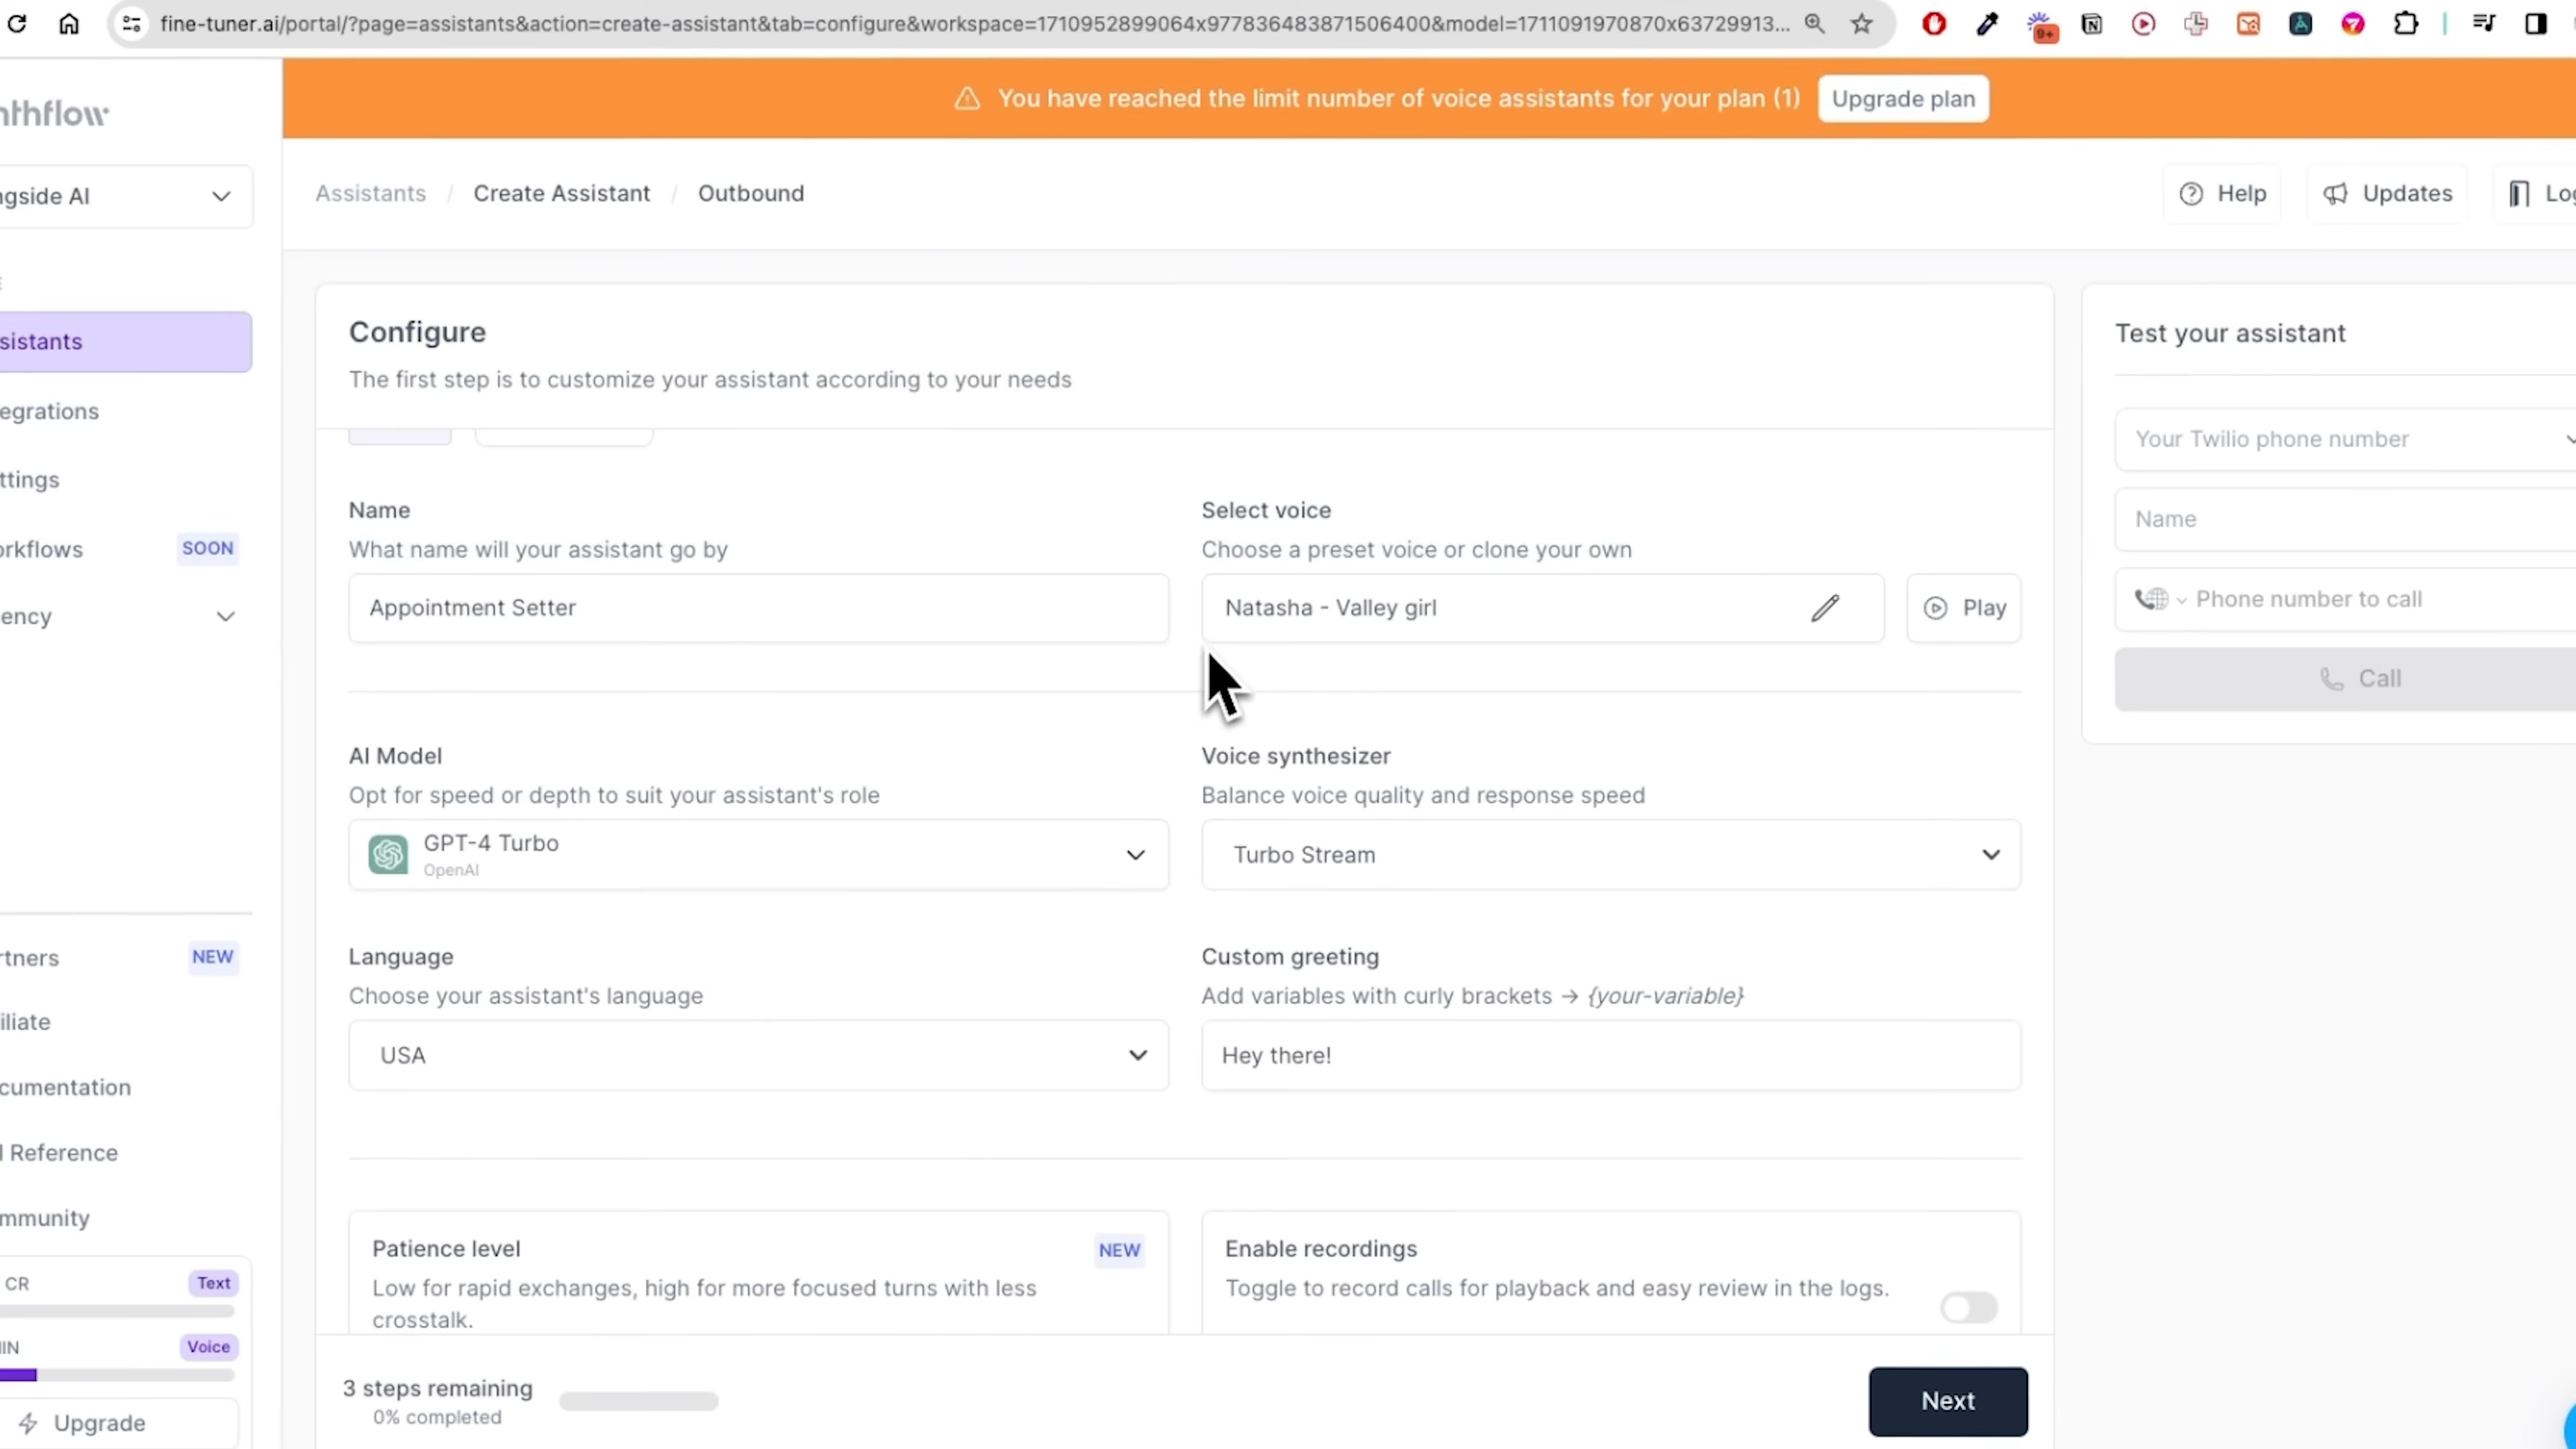 fine-tuner.ai/portal/?page=assistants&action=create-assistant&tab=configure&workspace=1710952899064x977836483871506400&model=1711091970870x63729913...
9+
You have reached the limit number of voice assistants for your plan (1)
Upgrade plan
nthflow
ngside AI
Assistants / Create Assistant / Outbound
Help
Updates
Log
sistants
egrations
ttings
orkflows
SOON
ency
rtners
NEW
iliate
cumentation
I Reference
mmunity
CR
Text
IIN
Voice
Upgrade
Configure
The first step is to customize your assistant according to your needs
Name
What name will your assistant go by
Appointment Setter
Select voice
Choose a preset voice or clone your own
Natasha - Valley girl
Play
AI Model
Opt for speed or depth to suit your assistant's role
GPT-4 Turbo
OpenAI
Voice synthesizer
Balance voice quality and response speed
Turbo Stream
Language
Choose your assistant's language
USA
Custom greeting
Add variables with curly brackets → {your-variable}
Hey there!
Patience level
NEW
Low for rapid exchanges, high for more focused turns with less
crosstalk.
Enable recordings
Toggle to record calls for playback and easy review in the logs.
3 steps remaining
0% completed
Next
Test your assistant
Your Twilio phone number
Name
Phone number to call
Call